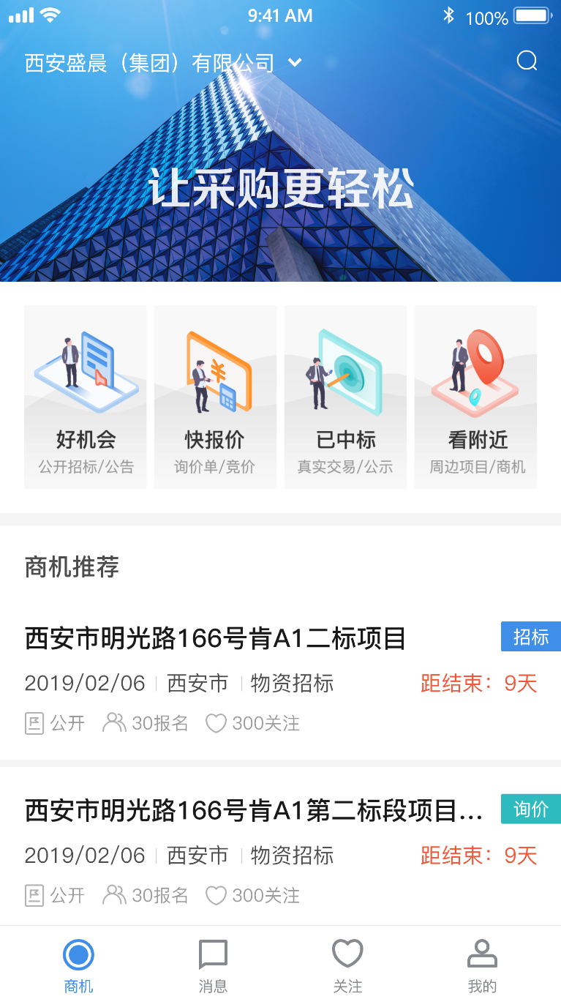 9:41 AM 100%
西安盛晨（集团）有限公司
让采购更轻松
好机会 快报价 已中标 看附近
公开招标/公告 询价单/竞价 真实交易/公示 周边项目/商机
商机推荐
西安市明光路166号肯A1二标项目 招标
2019/02/06 西安市 物资招标 距结束：9天
公开 30报名 300关注
西安市明光路166号肯A1第二标段项目... 询价
2019/02/06 西安市 物资招标 距结束：9天
公开 30报名 300关注
商机 消息 关注 我的